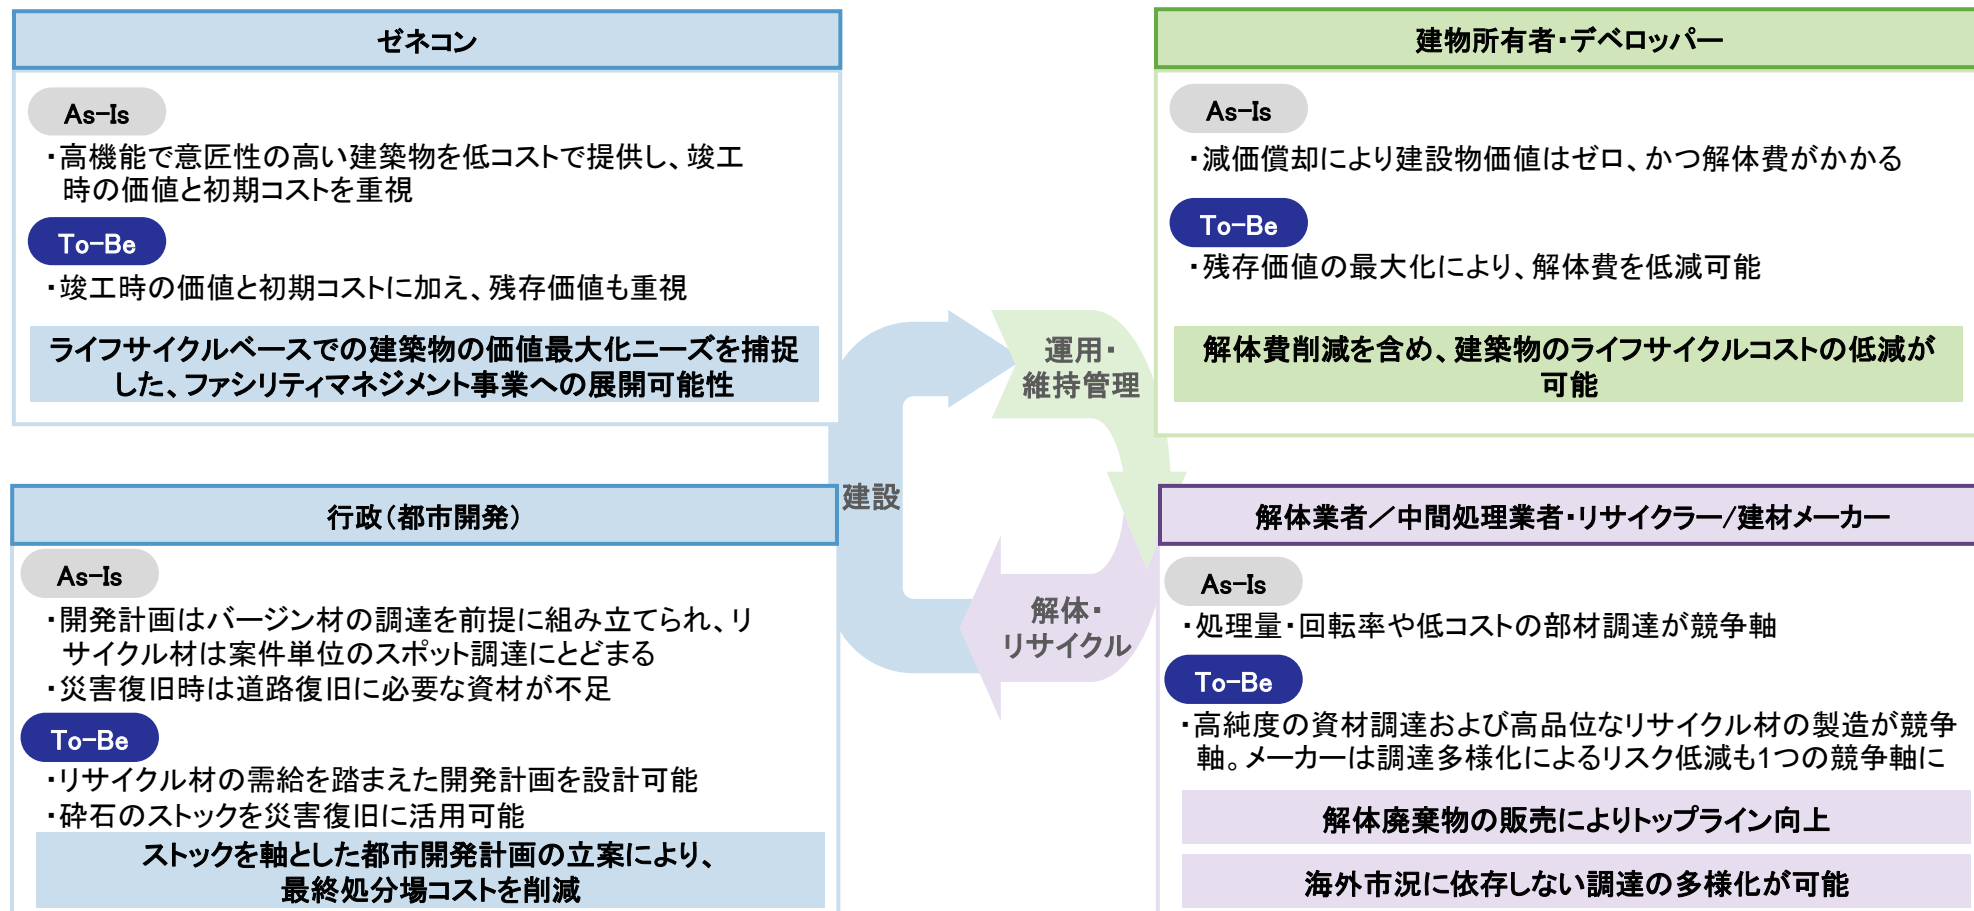 ゼネコン
As-Is
・高機能で意匠性の高い建築物を低コストで提供し、竣工
時の価値と初期コストを重視
To-Be
・竣工時の価値と初期コストに加え、残存価値も重視
ライフサイクルベースでの建築物の価値最大化ニーズを捕捉
した、ファシリティマネジメント事業への展開可能性
建物所有者・デベロッパー
As-Is
・減価償却により建設物価値はゼロ、かつ解体費がかかる
To-Be
・残存価値の最大化により、解体費を低減可能
解体費削減を含め、建築物のライフサイクルコストの低減が
可能
運用・
維持管理
建設
解体・
リサイクル
行政（都市開発）
As-Is
・開発計画はバージン材の調達を前提に組み立てられ、リ
サイクル材は案件単位のスポット調達にとどまる
・災害復旧時は道路復旧に必要な資材が不足
To-Be
・リサイクル材の需給を踏まえた開発計画を設計可能
・砕石のストックを災害復旧に活用可能
ストックを軸とした都市開発計画の立案により、
最終処分場コストを削減
解体業者／中間処理業者・リサイクラー/建材メーカー
As-Is
・処理量・回転率や低コストの部材調達が競争軸
To-Be
・高純度の資材調達および高品位なリサイクル材の製造が競争
軸。メーカーは調達多様化によるリスク低減も1つの競争軸に
解体廃棄物の販売によりトップライン向上
海外市況に依存しない調達の多様化が可能